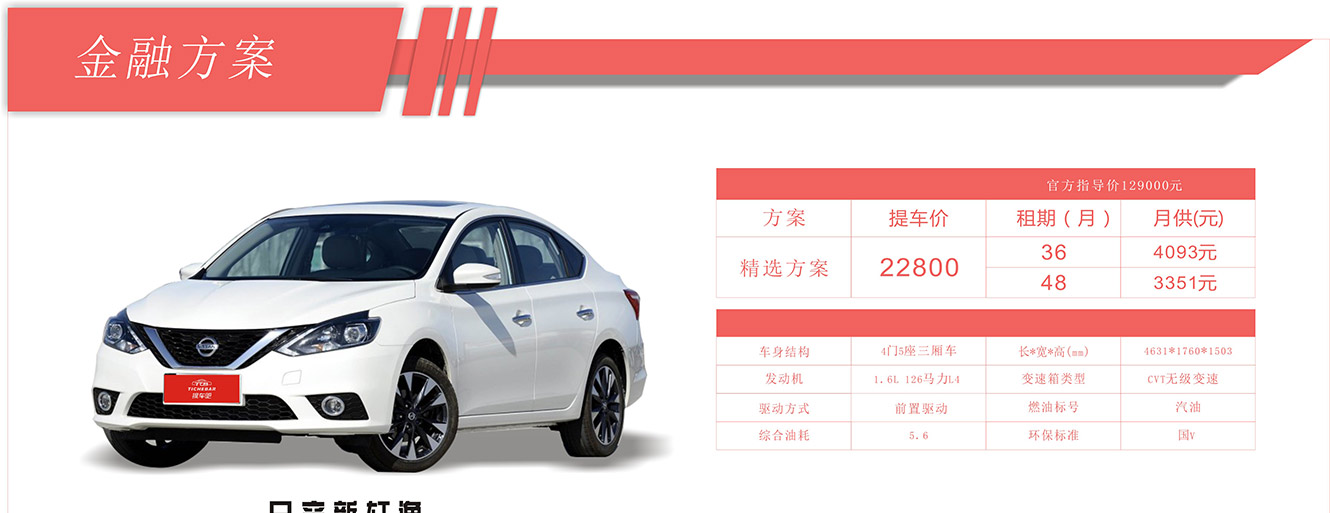 金融方案
官方指导价129000元
方案 提车价 租期（月） 月供(元)
精选方案 22800 36 4093元
48 3351元
车身结构 4门5座三厢车 长*宽*高(mm) 4631*1760*1503
发动机 1.6L 126马力L4 变速箱类型 CVT无级变速
驱动方式 前置驱动 燃油标号 汽油
综合油耗 5.6 环保标准 国V
NISSAN
TICHEBAR
提车吧